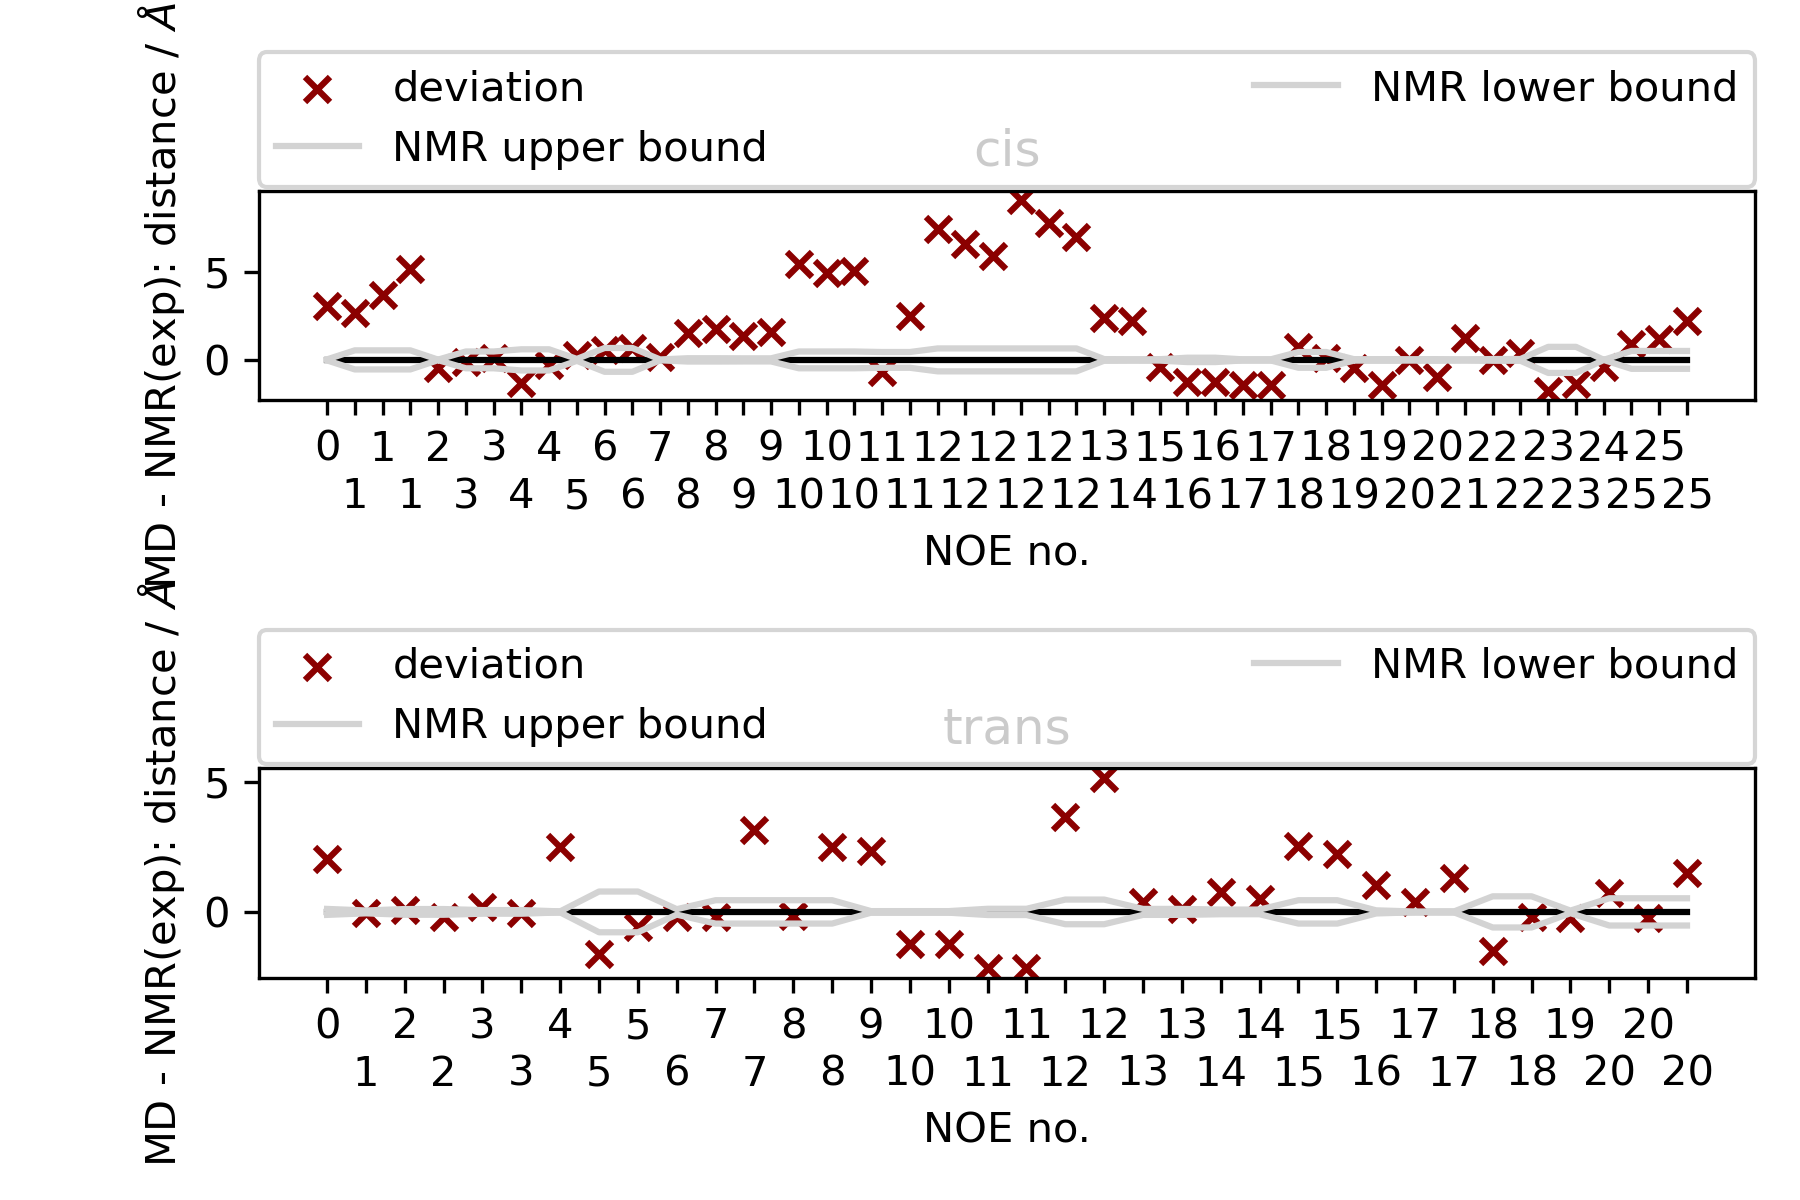 MD - NMR(exp): distance / Å
deviation
NMR upper bound
NMR lower bound
cis
5
0
0 1 2 3 4 6 7 8 9 10 11 12 12 12 13 15 16 17 18 19 20 22 23 24 25
1 1 3 4 5 6 8 9 10 10 11 12 12 12 14 16 17 18 19 20 21 22 23 25 25
NOE no.
MD - NMR(exp): distance / Å
deviation
NMR upper bound
NMR lower bound
trans
5
0
0 2 3 4 5 7 8 9 10 11 12 13 14 15 17 18 19 20
1 2 3 5 6 7 8 10 11 12 13 14 15 16 17 18 20 20
NOE no.